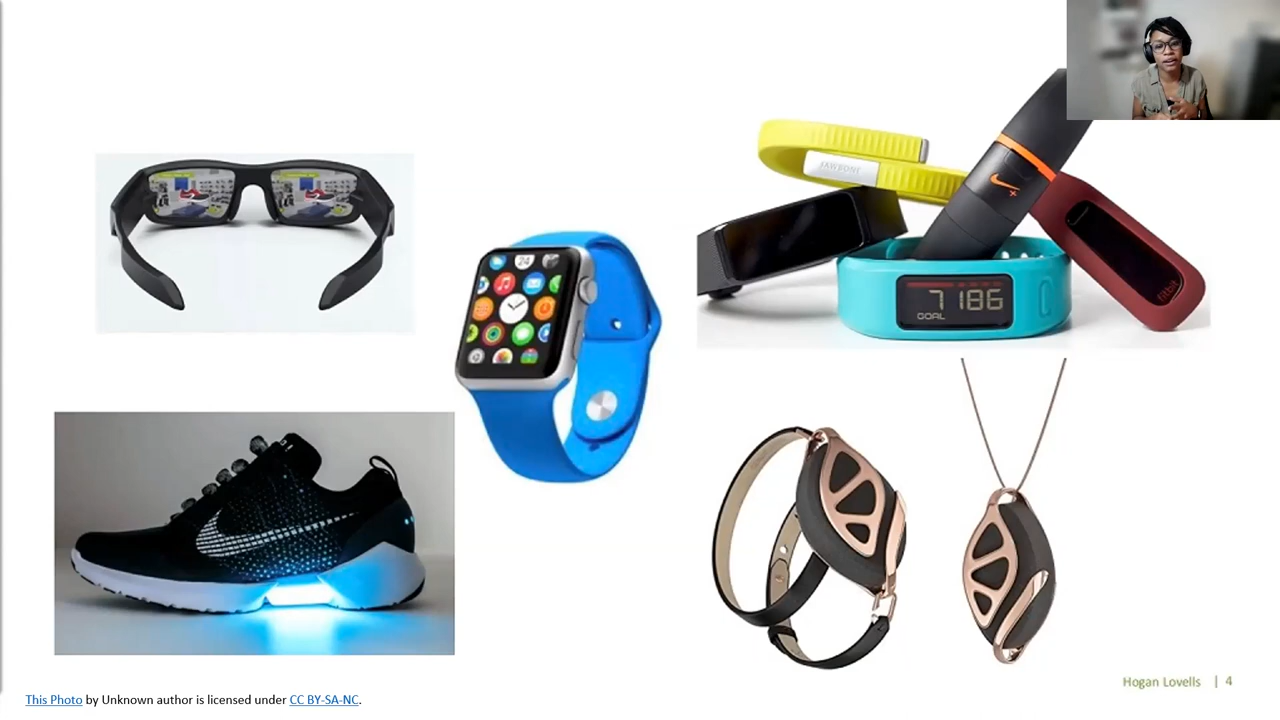 JAWBONE
24
7186
GOAL
fitbit
This Photo by Unknown author is licensed under CC BY-SA-NC.
Hogan Lovells | 4